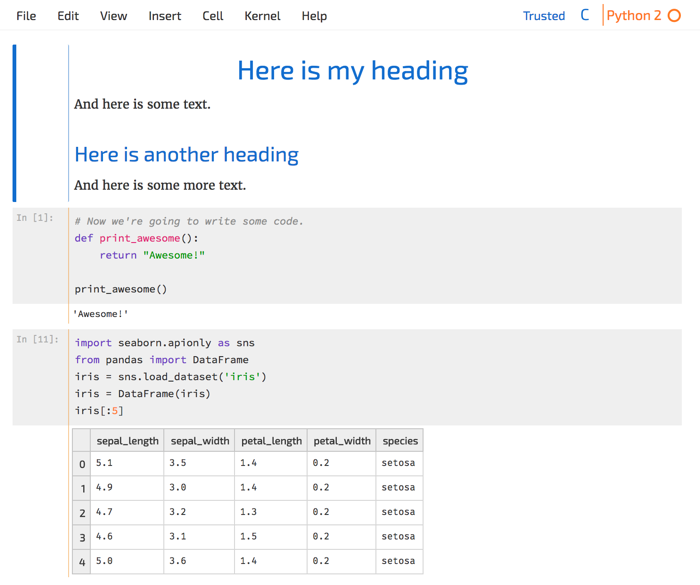 File Edit View Insert Cell Kernel Help Trusted C Python 2
Here is my heading
And here is some text.
Here is another heading
And here is some more text.
In [1]:
# Now we're going to write some code.
def print_awesome():
    return "Awesome!"
print_awesome()
'Awesome!'
In [11]:
import seaborn.apionly as sns
from pandas import DataFrame
iris = sns.load_dataset('iris')
iris = DataFrame(iris)
iris[:5]
sepal_length sepal_width petal_length petal_width species
0 5.1 3.5 1.4 0.2 setosa
1 4.9 3.0 1.4 0.2 setosa
2 4.7 3.2 1.3 0.2 setosa
3 4.6 3.1 1.5 0.2 setosa
4 5.0 3.6 1.4 0.2 setosa